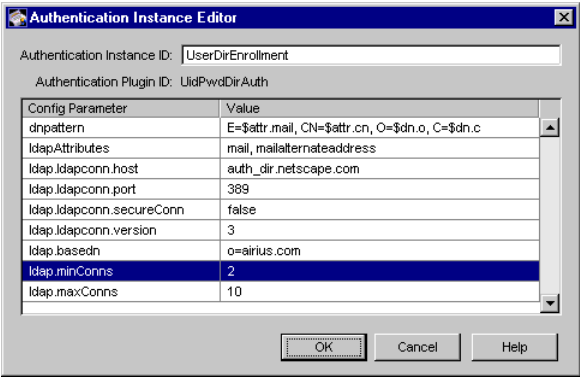 Authentication Instance Editor
Authentication Instance ID: UserDirEnrollment
Authentication Plugin ID: UidPwdDirAuth
Config Parameter Value
dnpattern E=$attr.mail, CN=$attr.cn, O=$dn.o, C=$dn.c
ldapAttributes mail, mailalternateaddress
ldap.ldapconn.host auth_dir.netscape.com
ldap.ldapconn.port 389
ldap.ldapconn.secureConn false
ldap.ldapconn.version 3
ldap.basedn o=airius.com
ldap.minConns 2
ldap.maxConns 10
OK Cancel Help